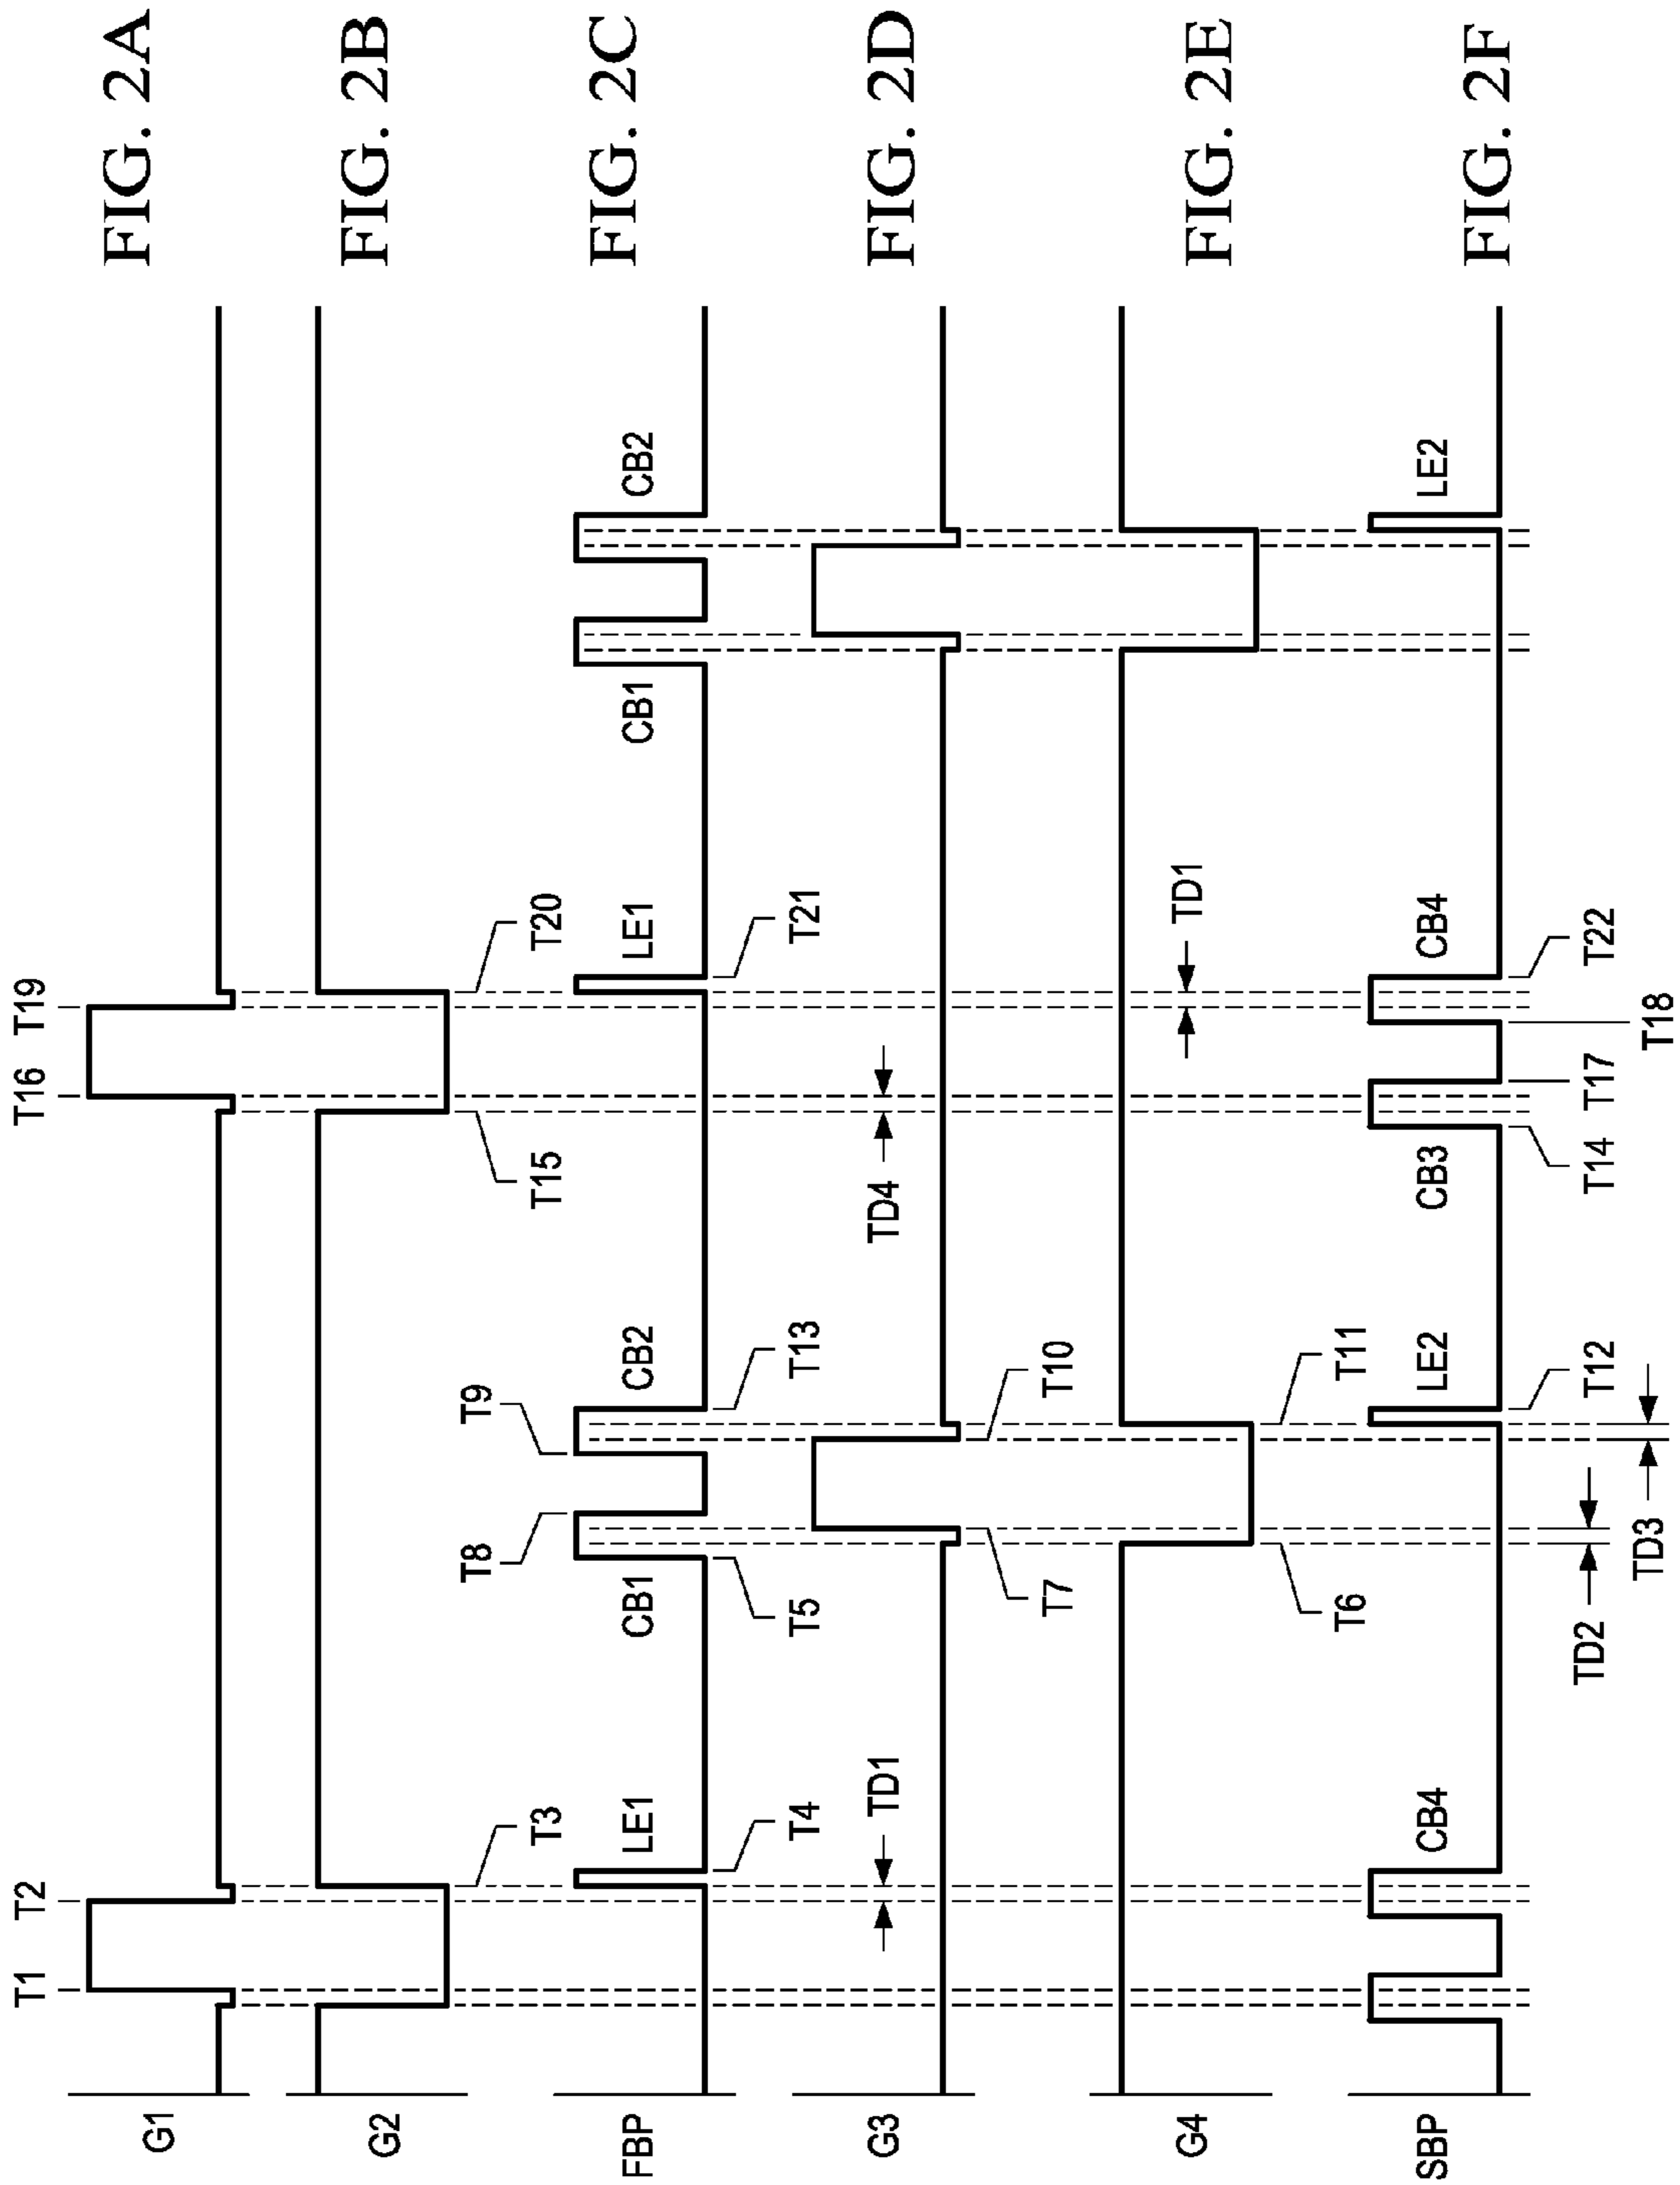 T1 T2 T16 T19
G1
FIG. 2A
G2
FIG. 2B
T3 T15 T20
T8 T9
FBP
LE1 CB1 CB2 LE1 CB1 CB2
FIG. 2C
T4 T5 T13 T21
G3
TD1 TD4
FIG. 2D
T7 T10
G4
TD1
FIG. 2E
T6 T11
SBP
CB4 LE2 CB3 CB4 LE2
FIG. 2F
TD2 T12 T14 T17 T22
TD3 T18